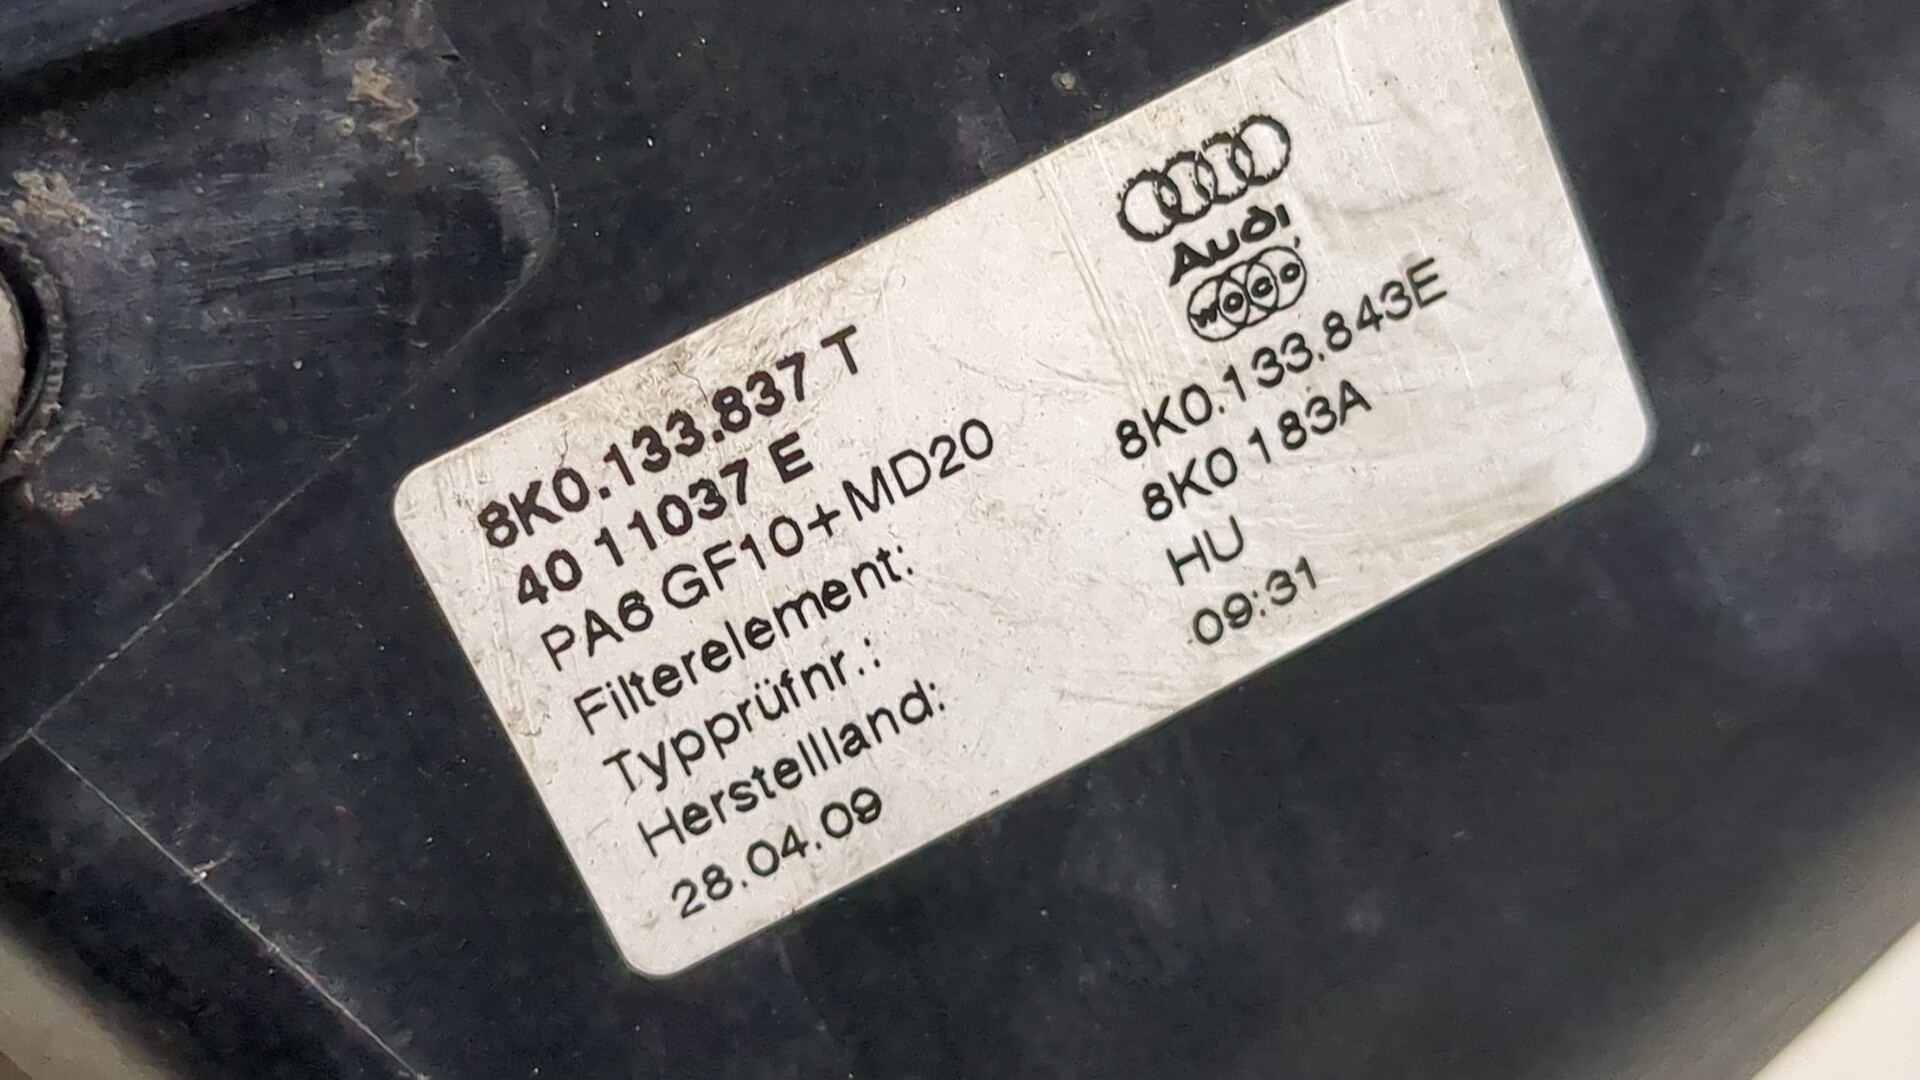 Audi
WOCO
8K0.133.837 T
40 11037 E
PA6 GF10+MD20
Filterelement: 8K0.133.843E
Typprüfnr.: 8K0 183A
Herstellland: HU
28.04.09 09:31